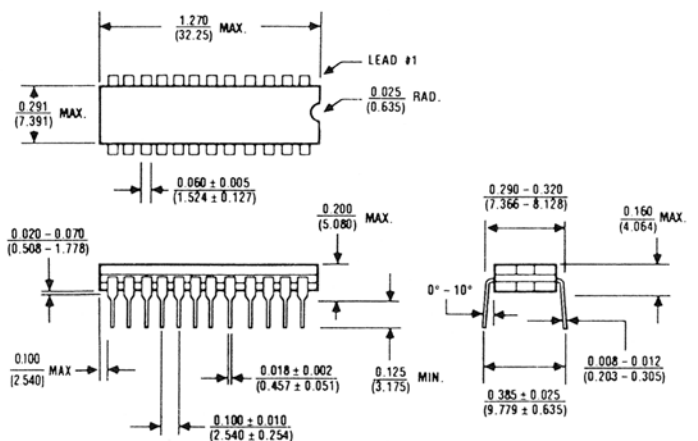 1.270
(32.25) MAX.
LEAD #1
0.291
(7.391) MAX.
0.025
(0.635) RAD.
0.060 ± 0.005
(1.524 ± 0.127)
0.290 – 0.320
(7.366 – 8.128)
0.200
(5.080) MAX.
0.160
(4.064) MAX.
0.020 – 0.070
(0.508 – 1.778)
0° – 10°
0.100
(2.540) MAX
0.018 ± 0.002
(0.457 ± 0.051)
0.125
(3.175) MIN.
0.008 – 0.012
(0.203 – 0.305)
0.385 ± 0.025
(9.779 ± 0.635)
0.100 ± 0.010
(2.540 ± 0.254)